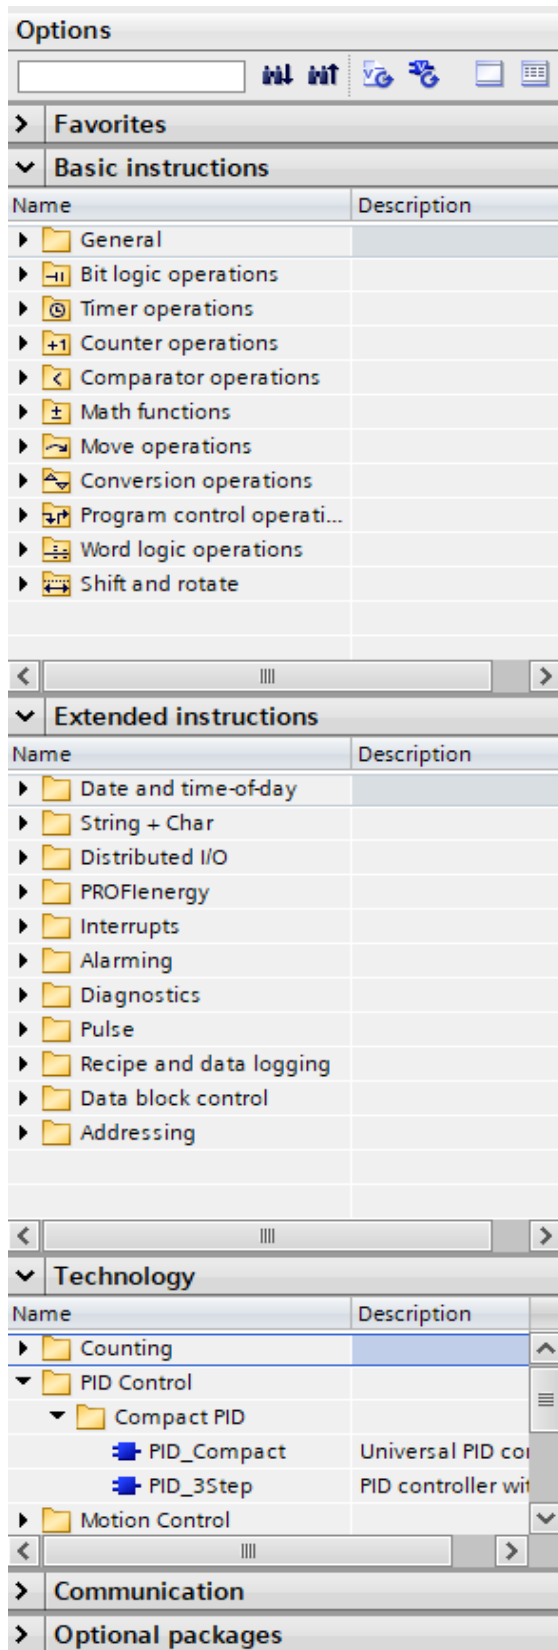 Options
Favorites
Basic instructions
Name Description
General
Bit logic operations
Timer operations
Counter operations
Comparator operations
Math functions
Move operations
Conversion operations
Program control operati...
Word logic operations
Shift and rotate
Extended instructions
Name Description
Date and time-of-day
String + Char
Distributed I/O
PROFIenergy
Interrupts
Alarming
Diagnostics
Pulse
Recipe and data logging
Data block control
Addressing
Technology
Name Description
Counting
PID Control
Compact PID
PID_Compact Universal PID co
PID_3Step PID controller wit
Motion Control
Communication
Optional packages